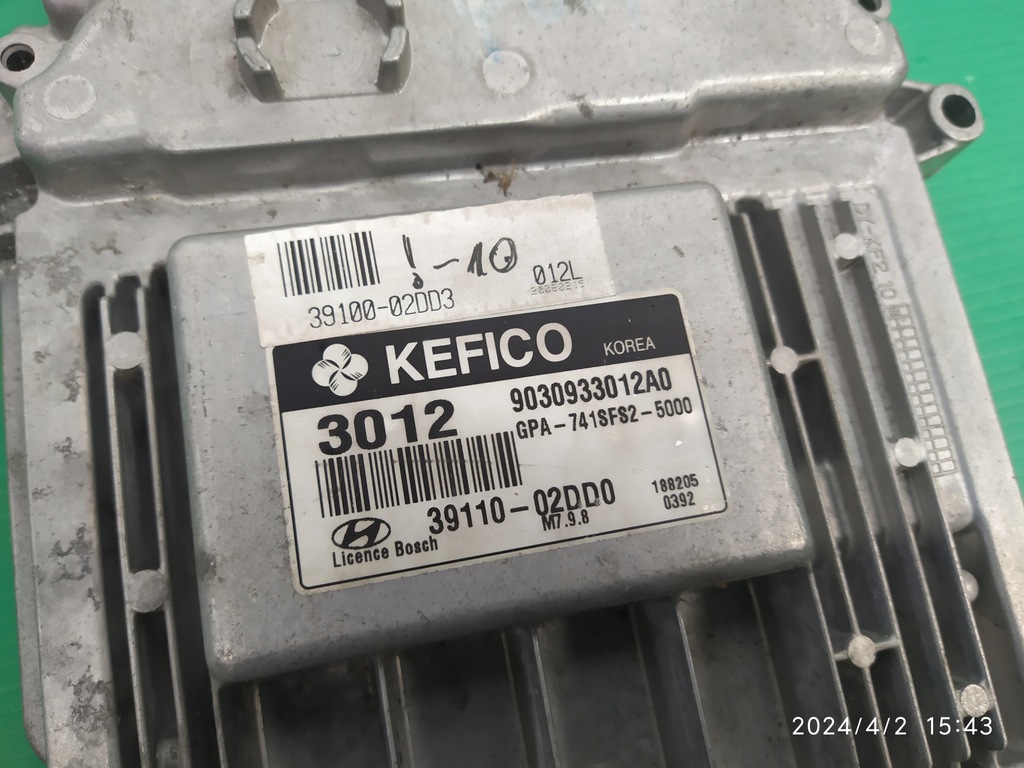 !-10
39100-02DD3
012L
KEFICO
KOREA
3012
9030933012A0
GPA-741SFS2-5000
39110-02DD0
M7.9.8
188205
0392
Licence Bosch
2024/4/2 15:43